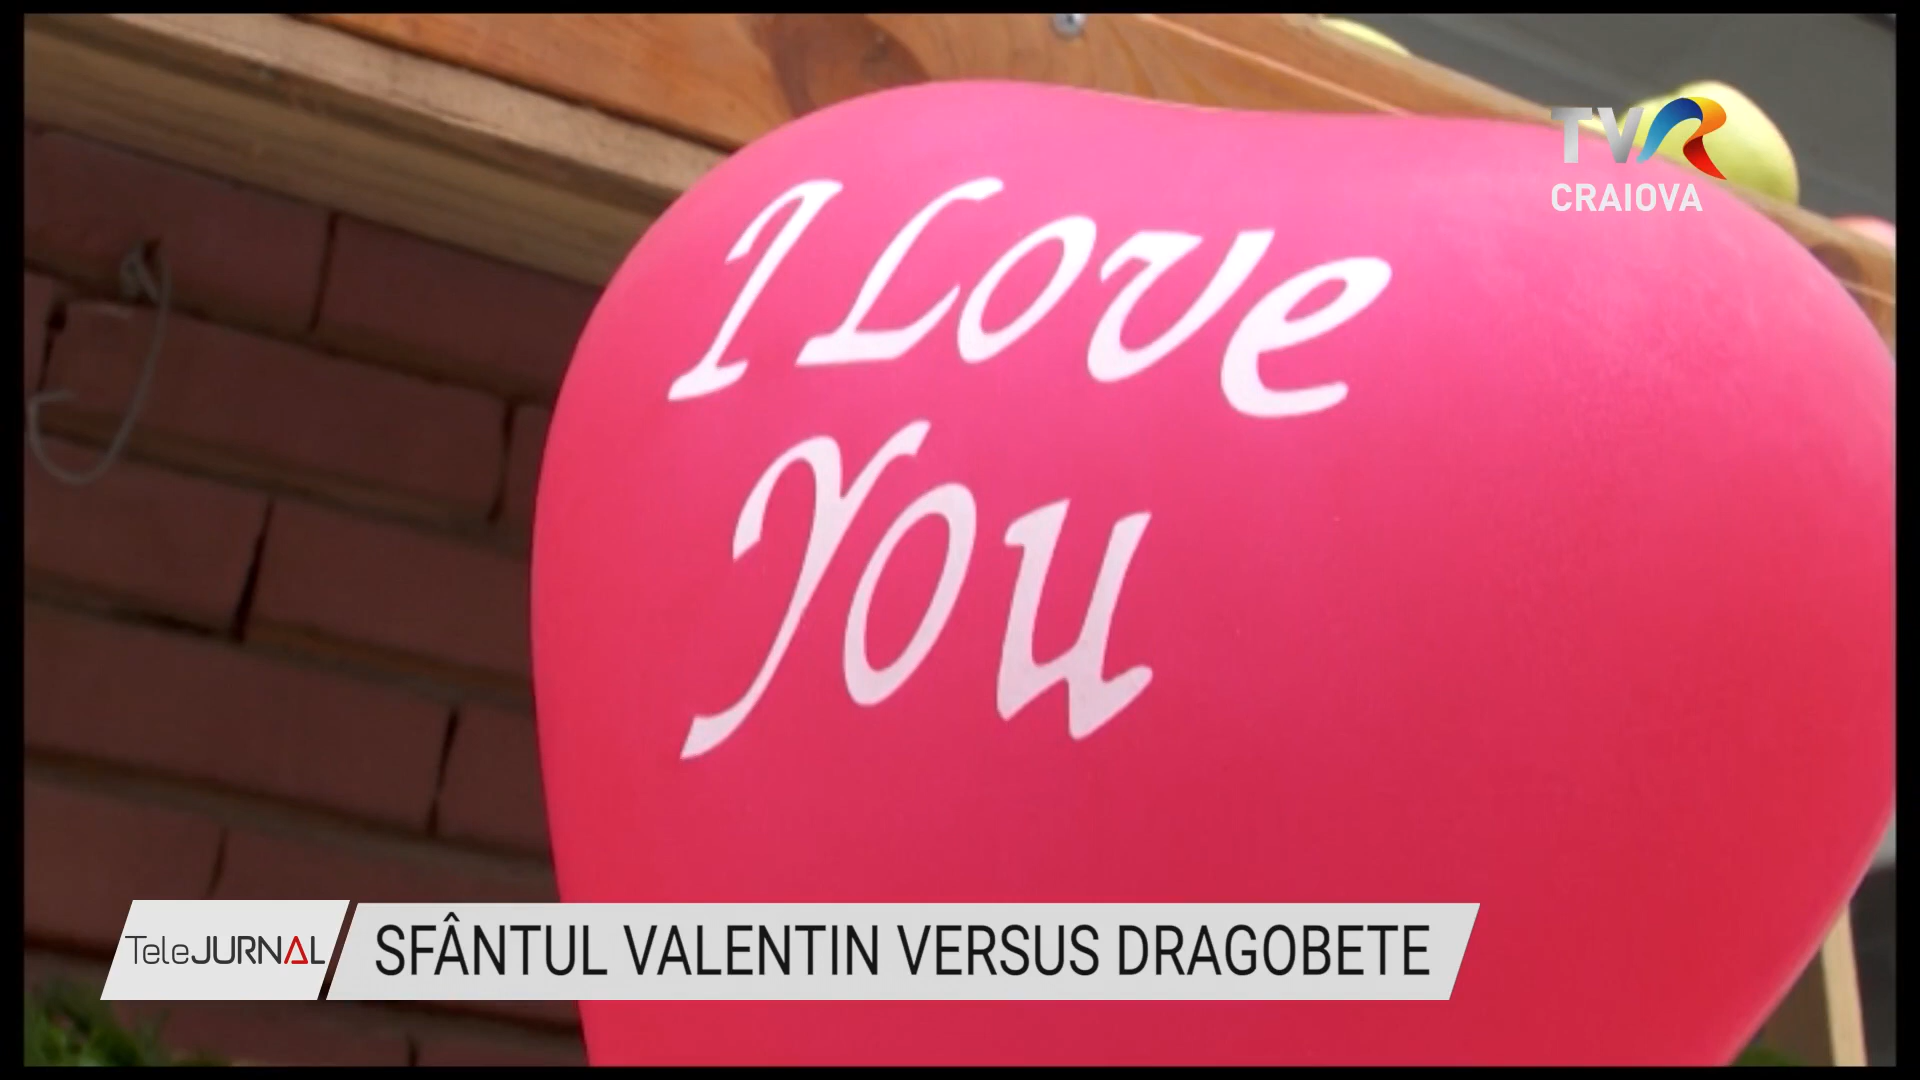 TVR
CRAIOVA
I Love
You
TeleJURNAL
SFÂNTUL VALENTIN VERSUS DRAGOBETE